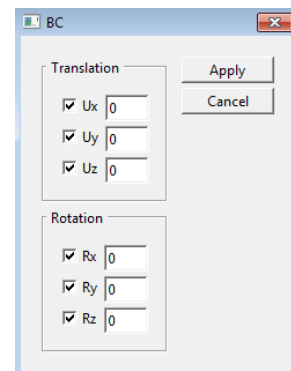 BC
Translation
Apply
Ux 0
Cancel
Uy 0
Uz 0
Rotation
Rx 0
Ry 0
Rz 0